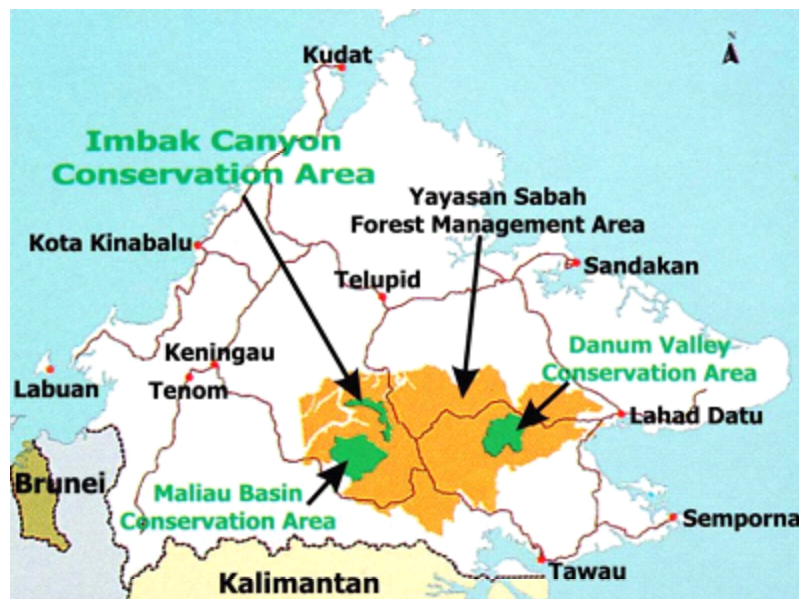 N
Kudat
Imbak Canyon
Conservation Area
Yayasan Sabah
Forest Management Area
Kota Kinabalu
Sandakan
Telupid
Danum Valley
Conservation Area
Keningau
Labuan
Tenom
Lahad Datu
Brunei
Maliau Basin
Conservation Area
Semporna
Kalimantan
Tawau